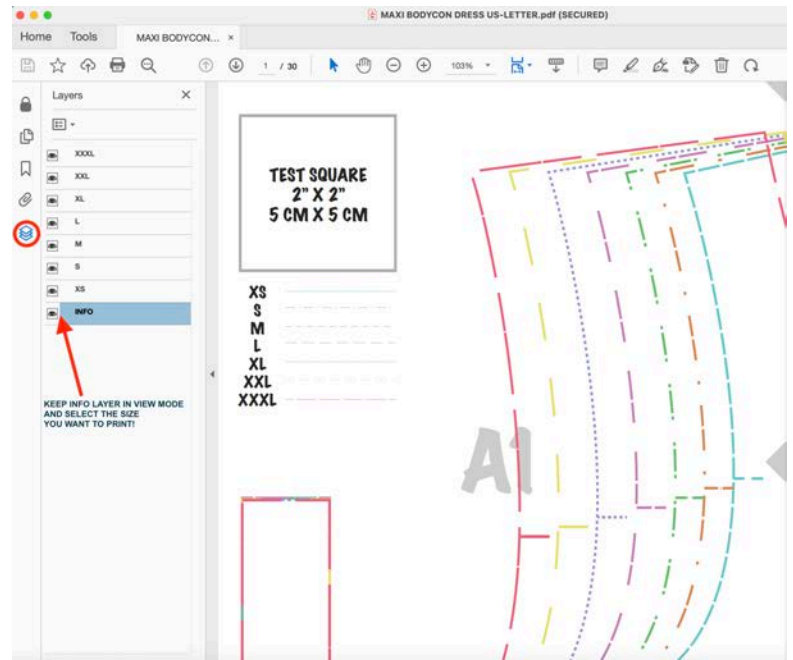 MAXI BODYCON DRESS US-LETTER.pdf (SECURED)
Home Tools MAXI BODYCON... ×
1 / 30 103%
Layers ×
XXXL
XXL
XL
L
M
S
XS
INFO
KEEP INFO LAYER IN VIEW MODE
AND SELECT THE SIZE
YOU WANT TO PRINT!
TEST SQUARE
2" X 2"
5 CM X 5 CM
XS
S
M
L
XL
XXL
XXXL
A1